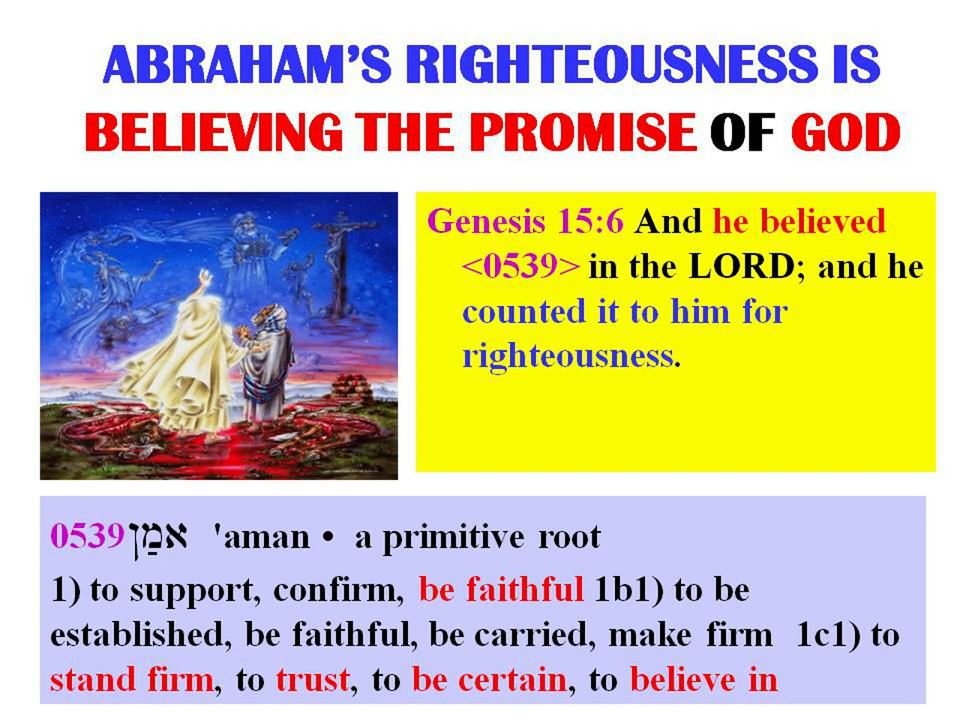 ABRAHAM'S RIGHTEOUSNESS IS
BELIEVING THE PROMISE OF GOD
Genesis 15:6 And he believed
<0539> in the LORD; and he
counted it to him for
righteousness.
0539 אמַן 'aman • a primitive root
1) to support, confirm, be faithful 1b1) to be
established, be faithful, be carried, make firm 1c1) to
stand firm, to trust, to be certain, to believe in